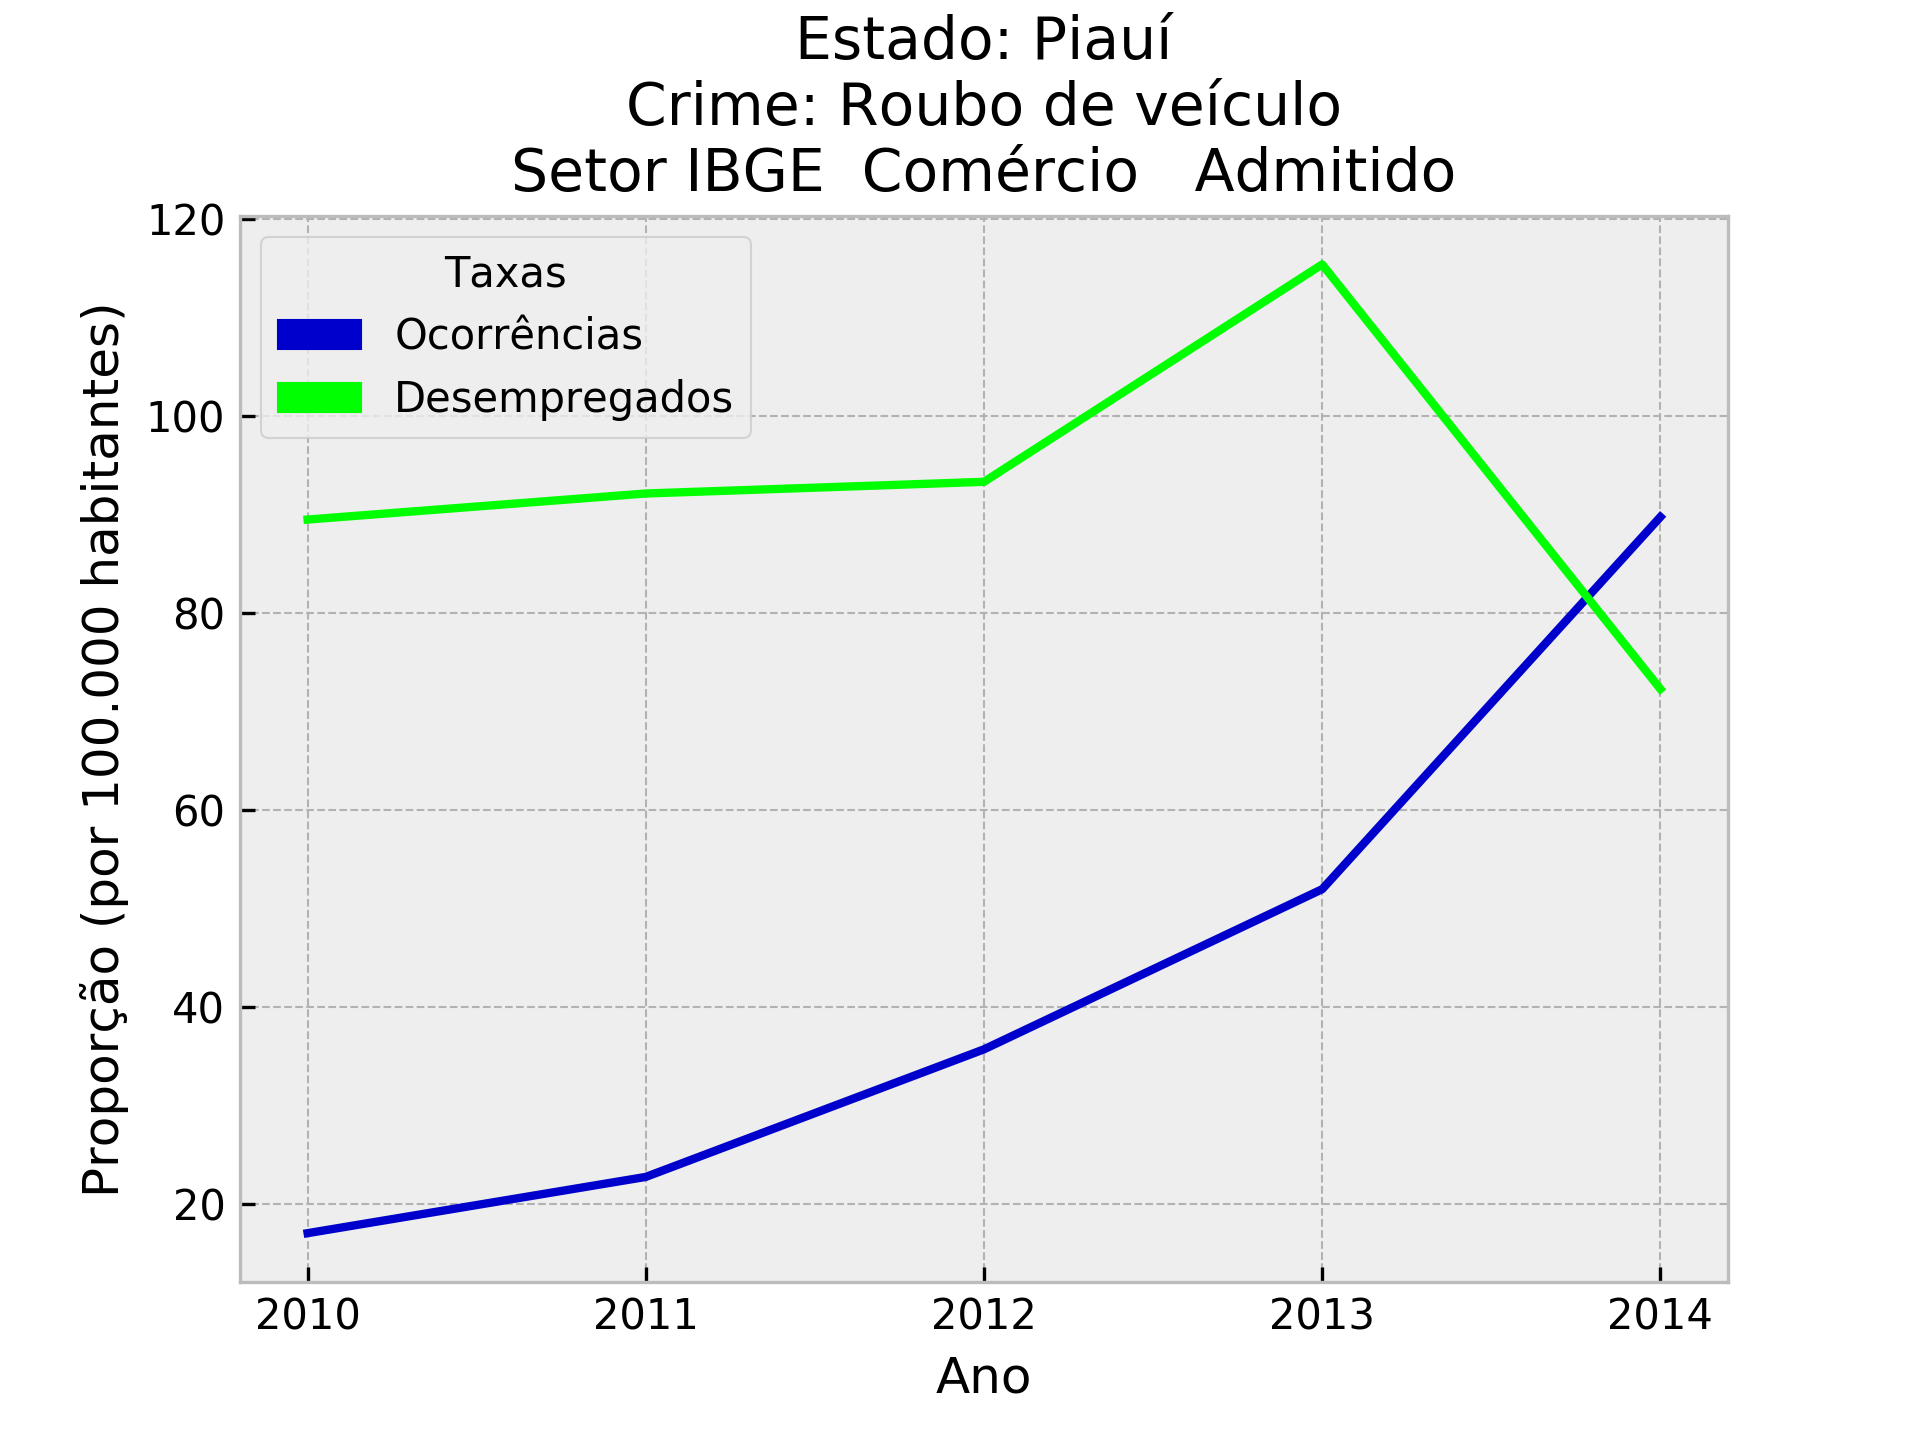 Estado: Piauí
Crime: Roubo de veículo
Setor IBGE  Comércio   Admitido
Proporção (por 100.000 habitantes)
120
100
80
60
40
20
Taxas
Ocorrências
Desempregados
2010 2011 2012 2013 2014
Ano